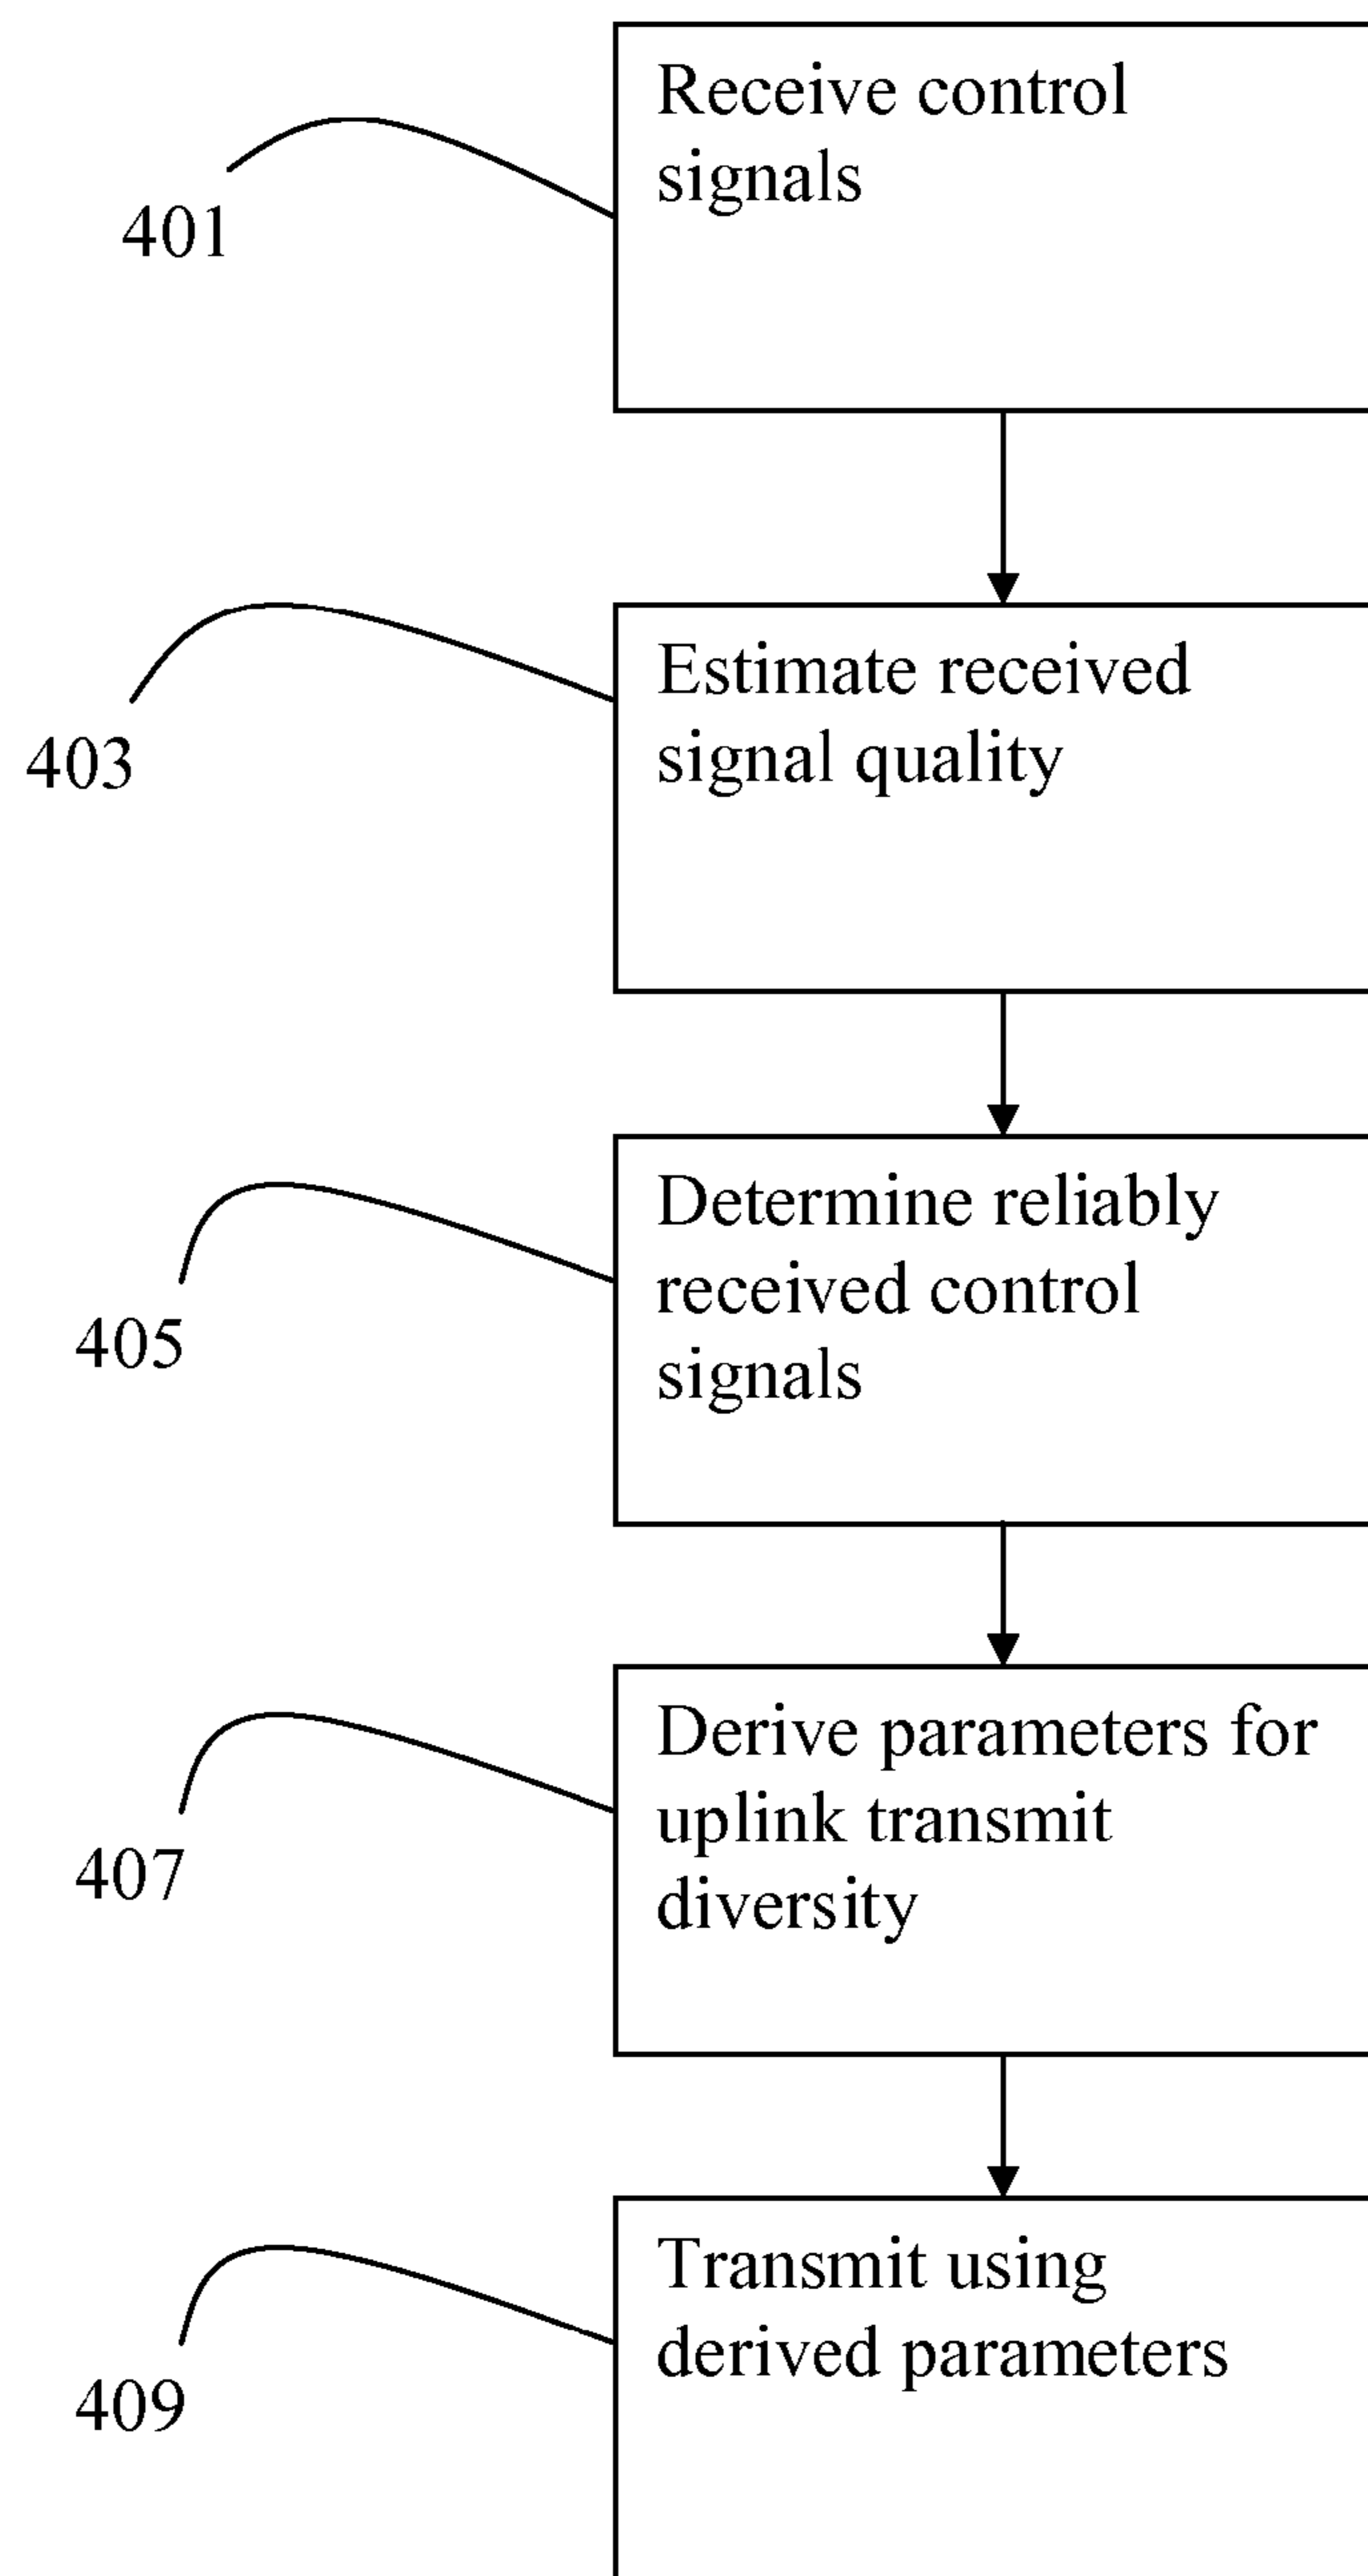 Receive control
signals
401
Estimate received
signal quality
403
Determine reliably
received control
signals
405
Derive parameters for
uplink transmit
diversity
407
Transmit using
derived parameters
409